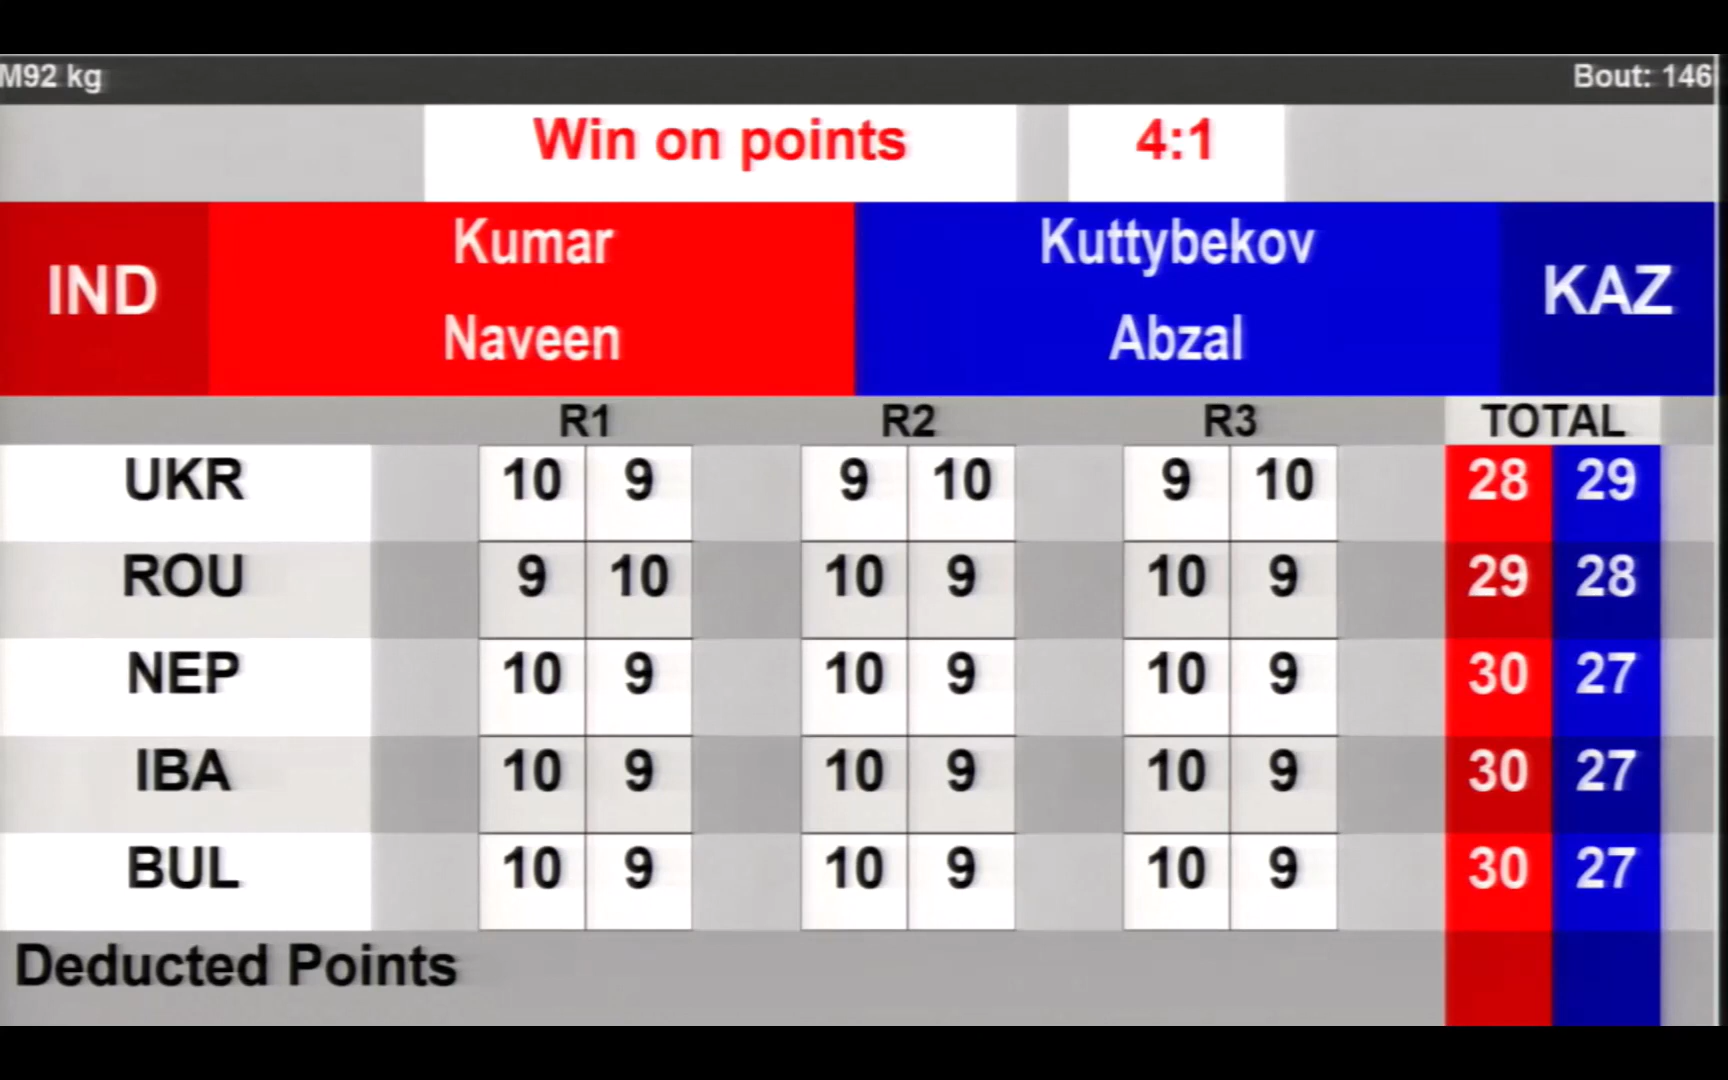 M92 kg Bout: 146
Win on points 4:1
IND Kumar Naveen Kuttybekov Abzal KAZ
R1 R2 R3 TOTAL
UKR 10 9 9 10 9 10 28 29
ROU 9 10 10 9 10 9 29 28
NEP 10 9 10 9 10 9 30 27
IBA 10 9 10 9 10 9 30 27
BUL 10 9 10 9 10 9 30 27
Deducted Points